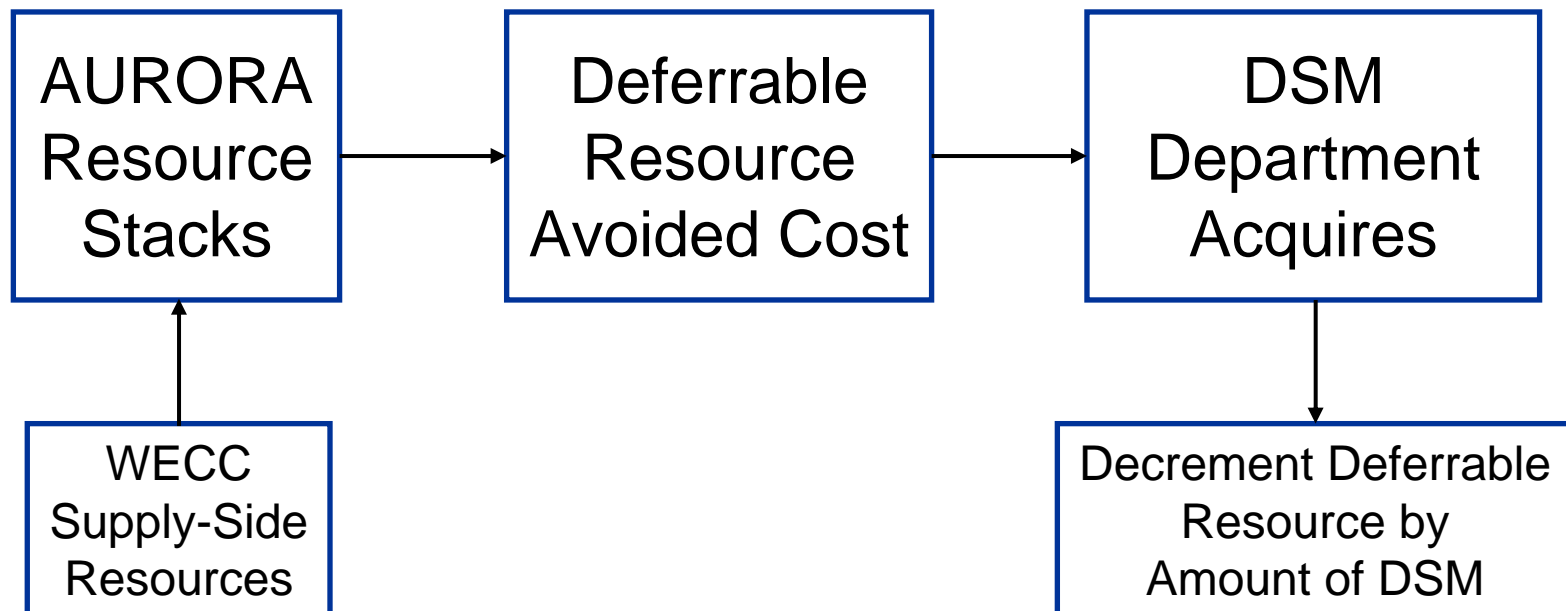 AURORA
Resource
Stacks
Deferrable
Resource
Avoided Cost
DSM
Department
Acquires
WECC
Supply-Side
Resources
Decrement Deferrable
Resource by
Amount of DSM